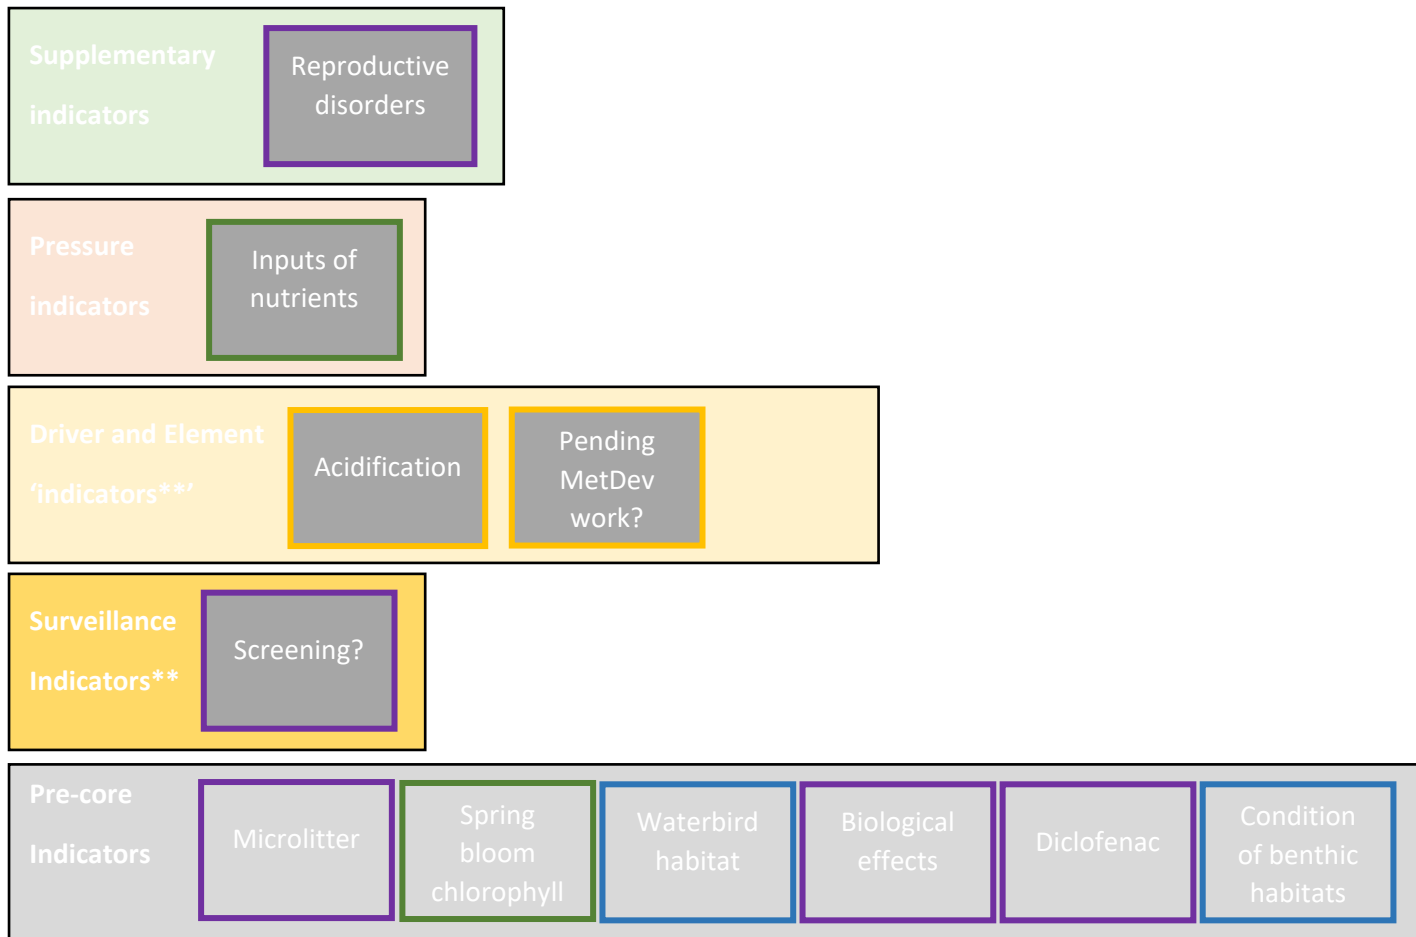 Supplementary
indicators
Reproductive
disorders
Pressure
indicators
Inputs of
nutrients
Driver and Element
‘indicators**’
Acidification
Pending
MetDev
work?
Surveillance
Indicators**
Screening?
Pre-core
Indicators
Microlitter
Spring
bloom
chlorophyll
Waterbird
habitat
Biological
effects
Diclofenac
Condition
of benthic
habitats